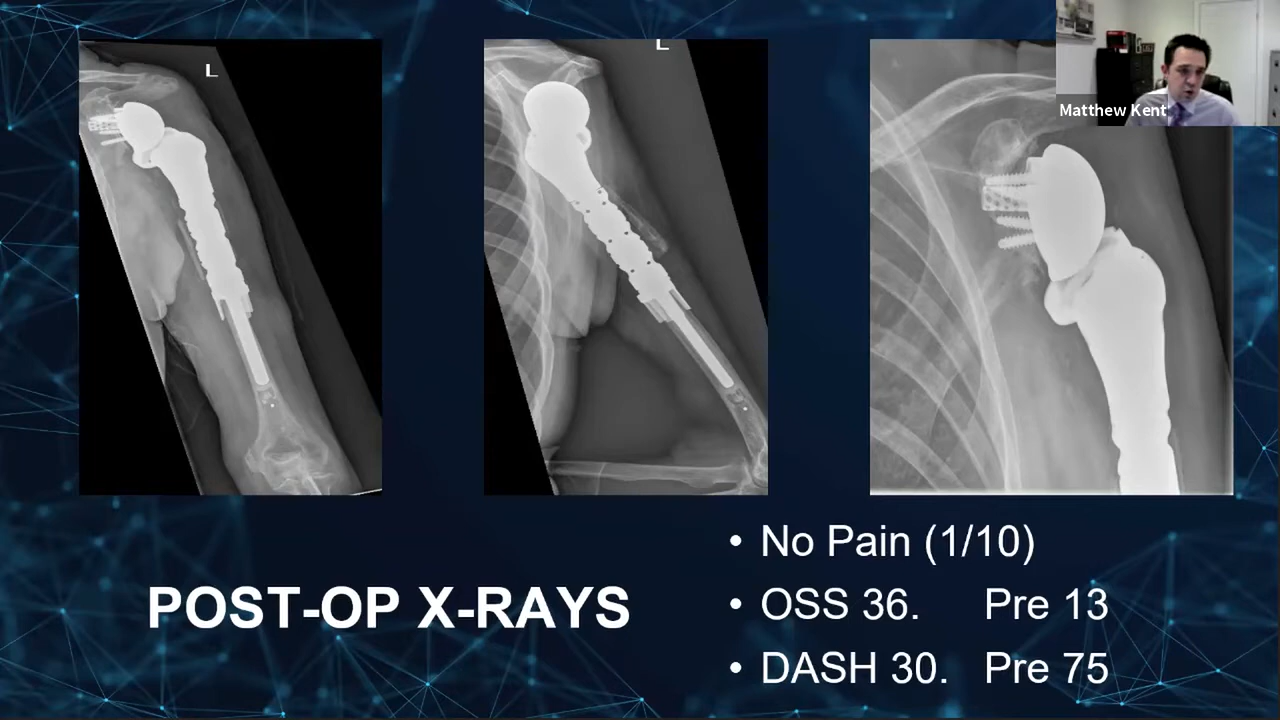 L
L
Matthew Kent
POST-OP X-RAYS
• No Pain (1/10)
• OSS 36. Pre 13
• DASH 30. Pre 75